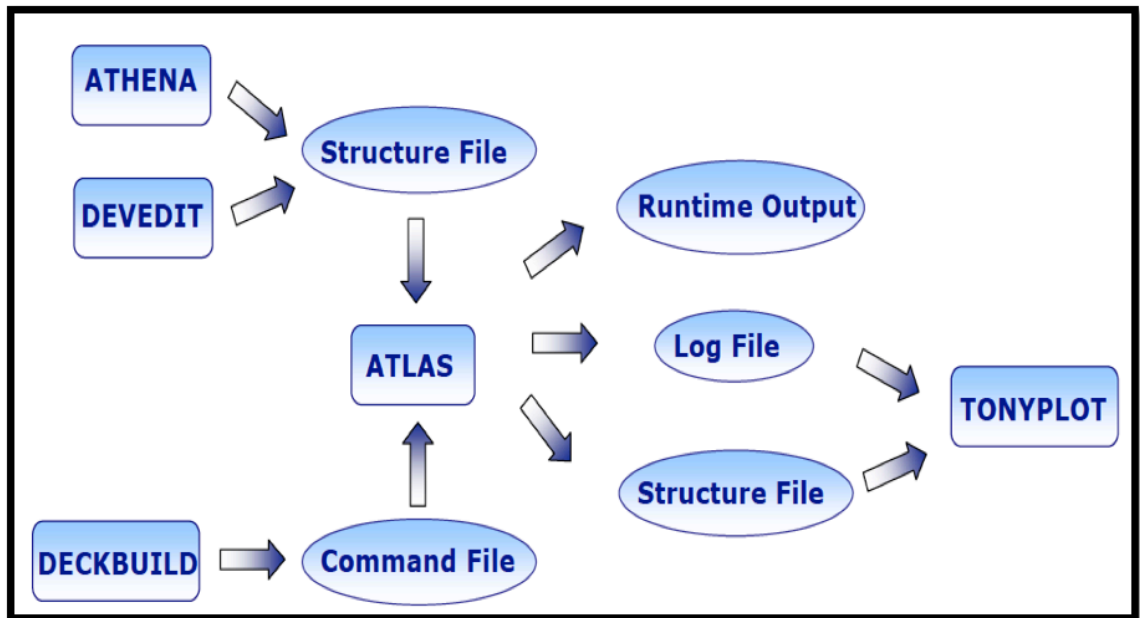 ATHENA
Structure File
DEVEDIT
Runtime Output
Log File
ATLAS
TONYPLOT
Structure File
DECKBUILD
Command File